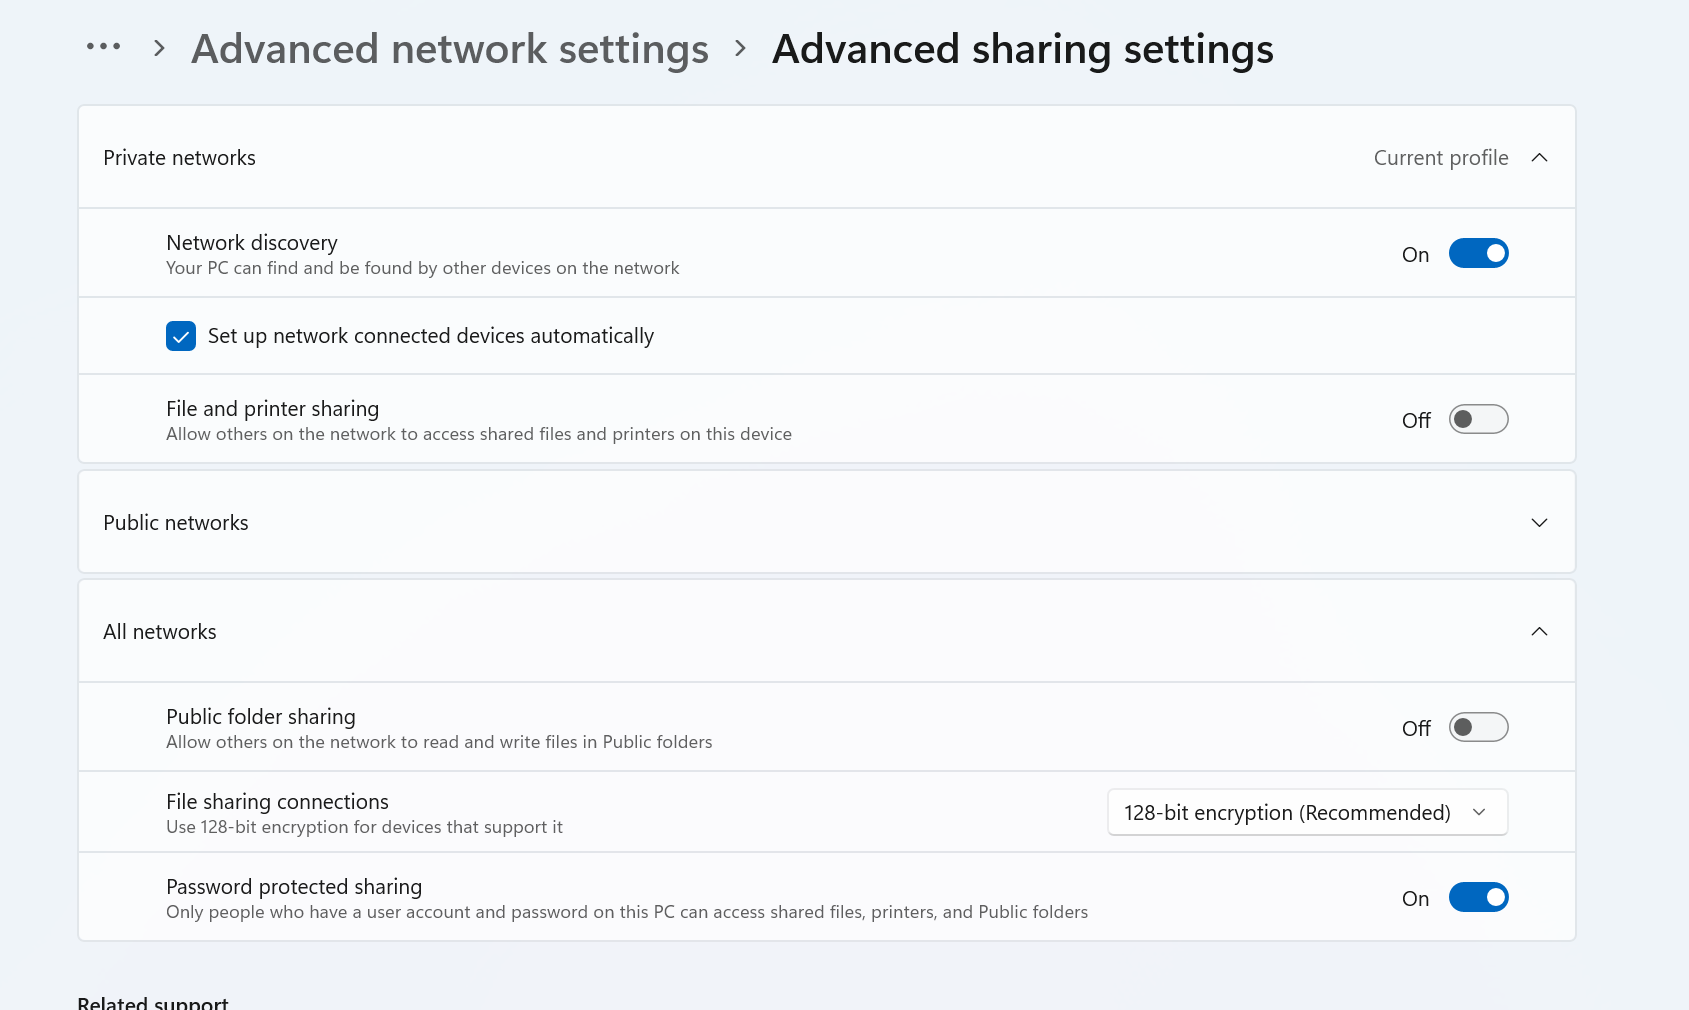 ... > Advanced network settings > Advanced sharing settings
Private networks
Current profile
Network discovery
Your PC can find and be found by other devices on the network
On
Set up network connected devices automatically
File and printer sharing
Allow others on the network to access shared files and printers on this device
Off
Public networks
All networks
Public folder sharing
Allow others on the network to read and write files in Public folders
Off
File sharing connections
Use 128-bit encryption for devices that support it
128-bit encryption (Recommended)
Password protected sharing
Only people who have a user account and password on this PC can access shared files, printers, and Public folders
On
Related support